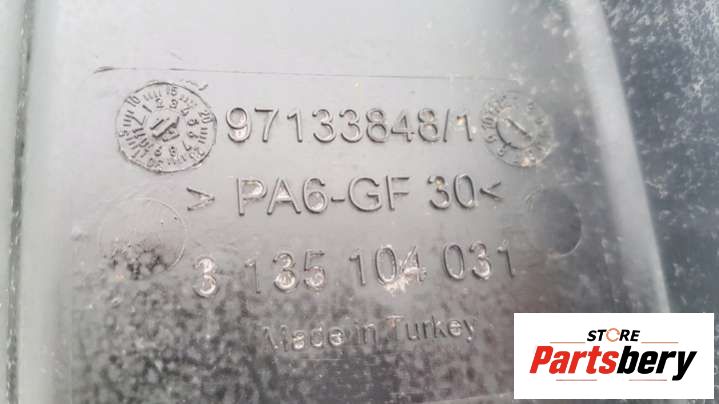 97133848/1
> PA6-GF 30<
3 135 104 031
Made in Turkey
STORE
Partsbery